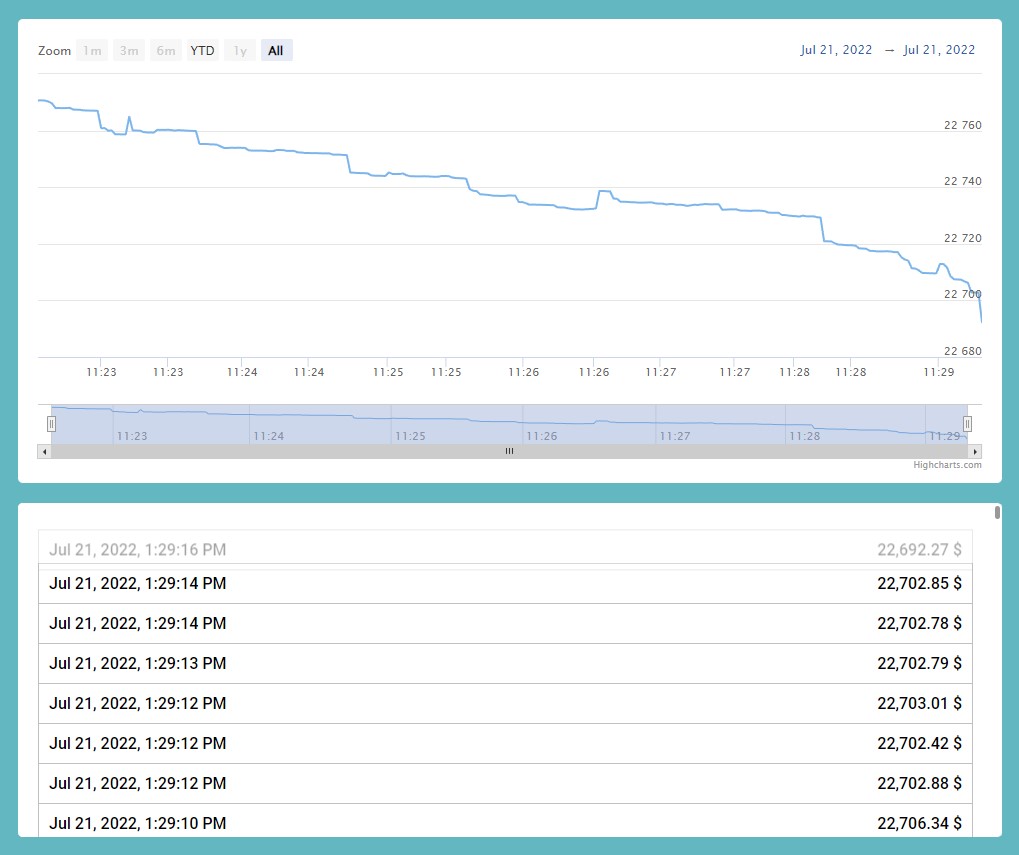 Zoom 1m 3m 6m YTD 1y All Jul 21, 2022 → Jul 21, 2022
22 760
22 740
22 720
22 700
22 680
11:23 11:23 11:24 11:24 11:25 11:25 11:26 11:26 11:27 11:27 11:28 11:28 11:29
11:23 11:24 11:25 11:26 11:27 11:28 11:29
Highcharts.com
Jul 21, 2022, 1:29:16 PM 22,692.27 $
Jul 21, 2022, 1:29:14 PM 22,702.85 $
Jul 21, 2022, 1:29:14 PM 22,702.78 $
Jul 21, 2022, 1:29:13 PM 22,702.79 $
Jul 21, 2022, 1:29:12 PM 22,703.01 $
Jul 21, 2022, 1:29:12 PM 22,702.42 $
Jul 21, 2022, 1:29:12 PM 22,702.88 $
Jul 21, 2022, 1:29:10 PM 22,706.34 $